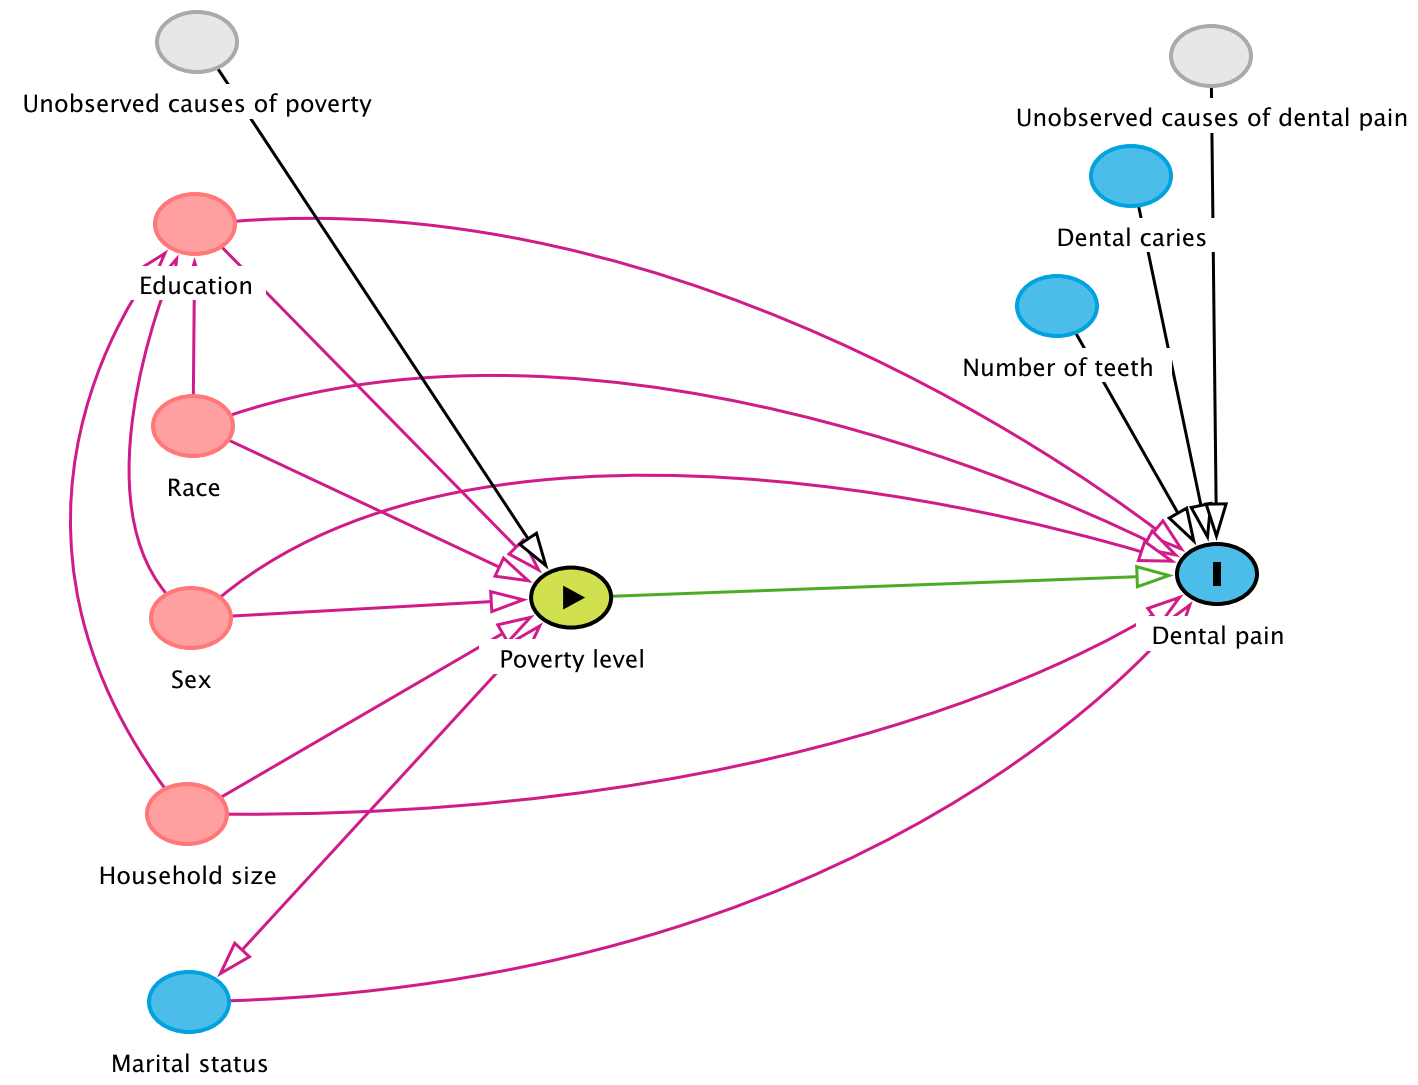 Unobserved causes of poverty
Unobserved causes of dental pain
Dental caries
Education
Number of teeth
Race
Poverty level
Dental pain
Sex
Household size
Marital status